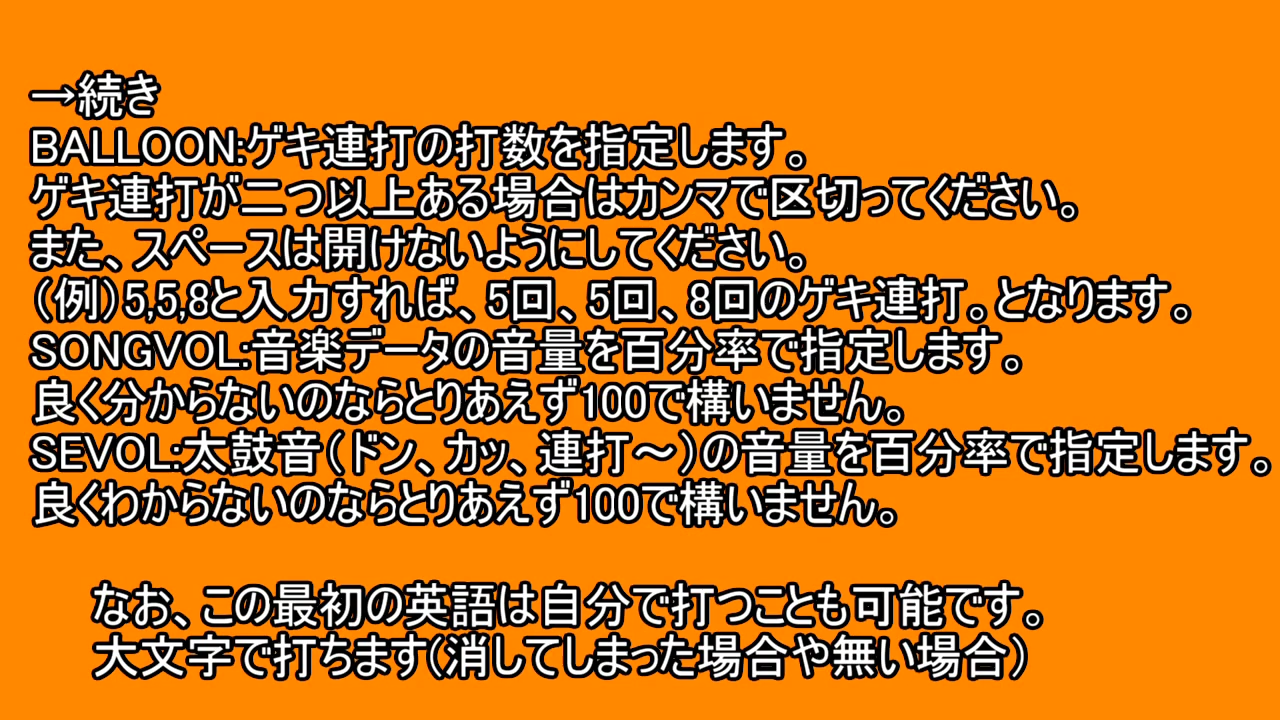 →続き
BALLOON:ゲキ連打の打数を指定します。
ゲキ連打が二つ以上ある場合はカンマで区切ってください。
また、スペースは開けないようにしてください。
（例）5,5,8と入力すれば、5回、5回、8回のゲキ連打。となります。
SONGVOL:音楽データの音量を百分率で指定します。
良く分からないのならとりあえず100で構いません。
SEVOL:太鼓音（ドン、カッ、連打～）の音量を百分率で指定します。
良くわからないのならとりあえず100で構いません。
なお、この最初の英語は自分で打つことも可能です。
大文字で打ちます(消してしまった場合や無い場合）